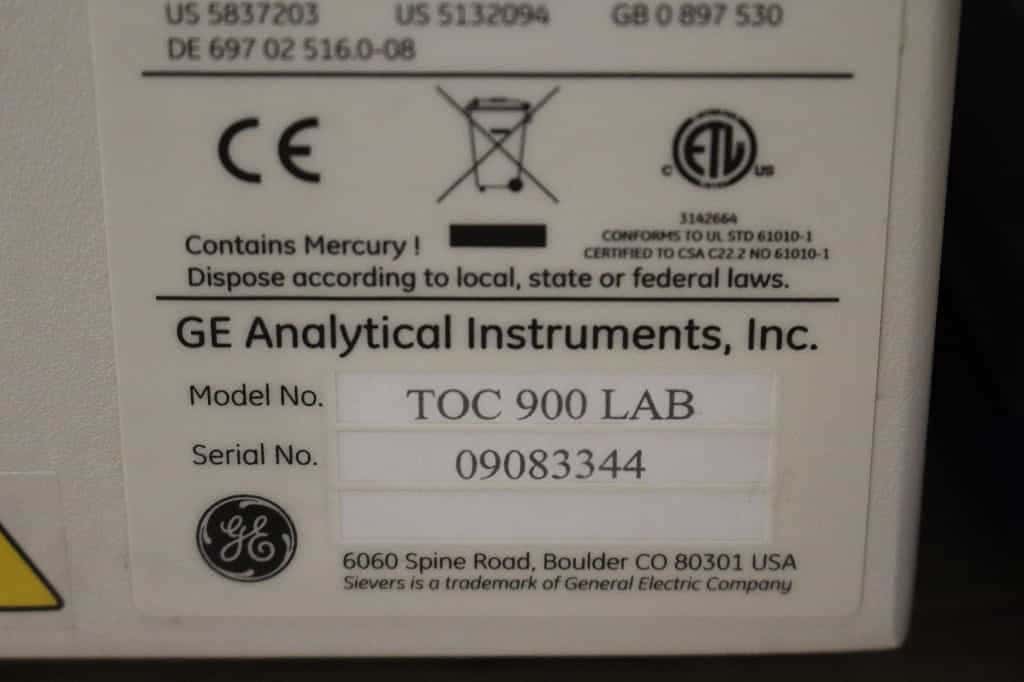 US 5837203 US 5132094 GB 0 897 530
DE 697 02 516.0-08
CE
ETL
C US
3142664
CONFORMS TO UL STD 61010-1
CERTIFIED TO CSA C22.2 NO 61010-1
Contains Mercury !
Dispose according to local, state or federal laws.
GE Analytical Instruments, Inc.
Model No. TOC 900 LAB
Serial No. 09083344
GE
6060 Spine Road, Boulder CO 80301 USA
Sievers is a trademark of General Electric Company